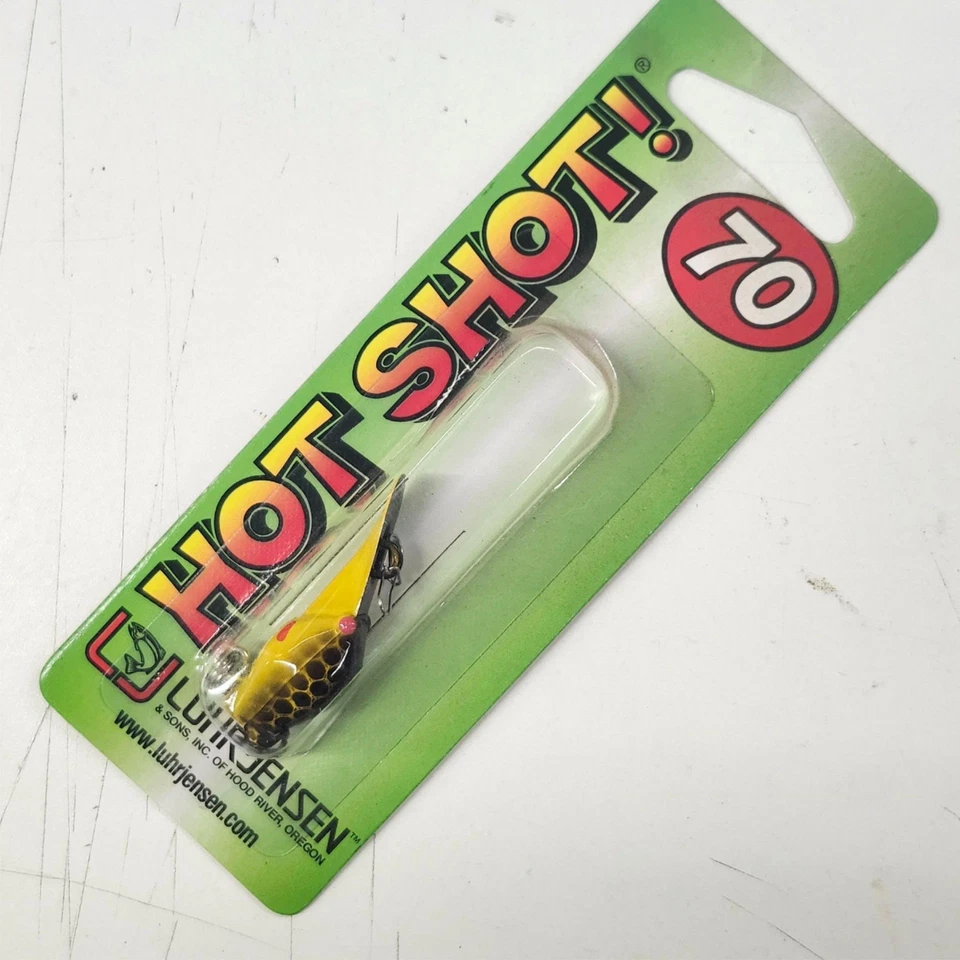 HOT SHOT!®
70
LUHR JENSEN™
& SONS, INC. OF HOOD RIVER, OREGON
www.luhrjensen.com